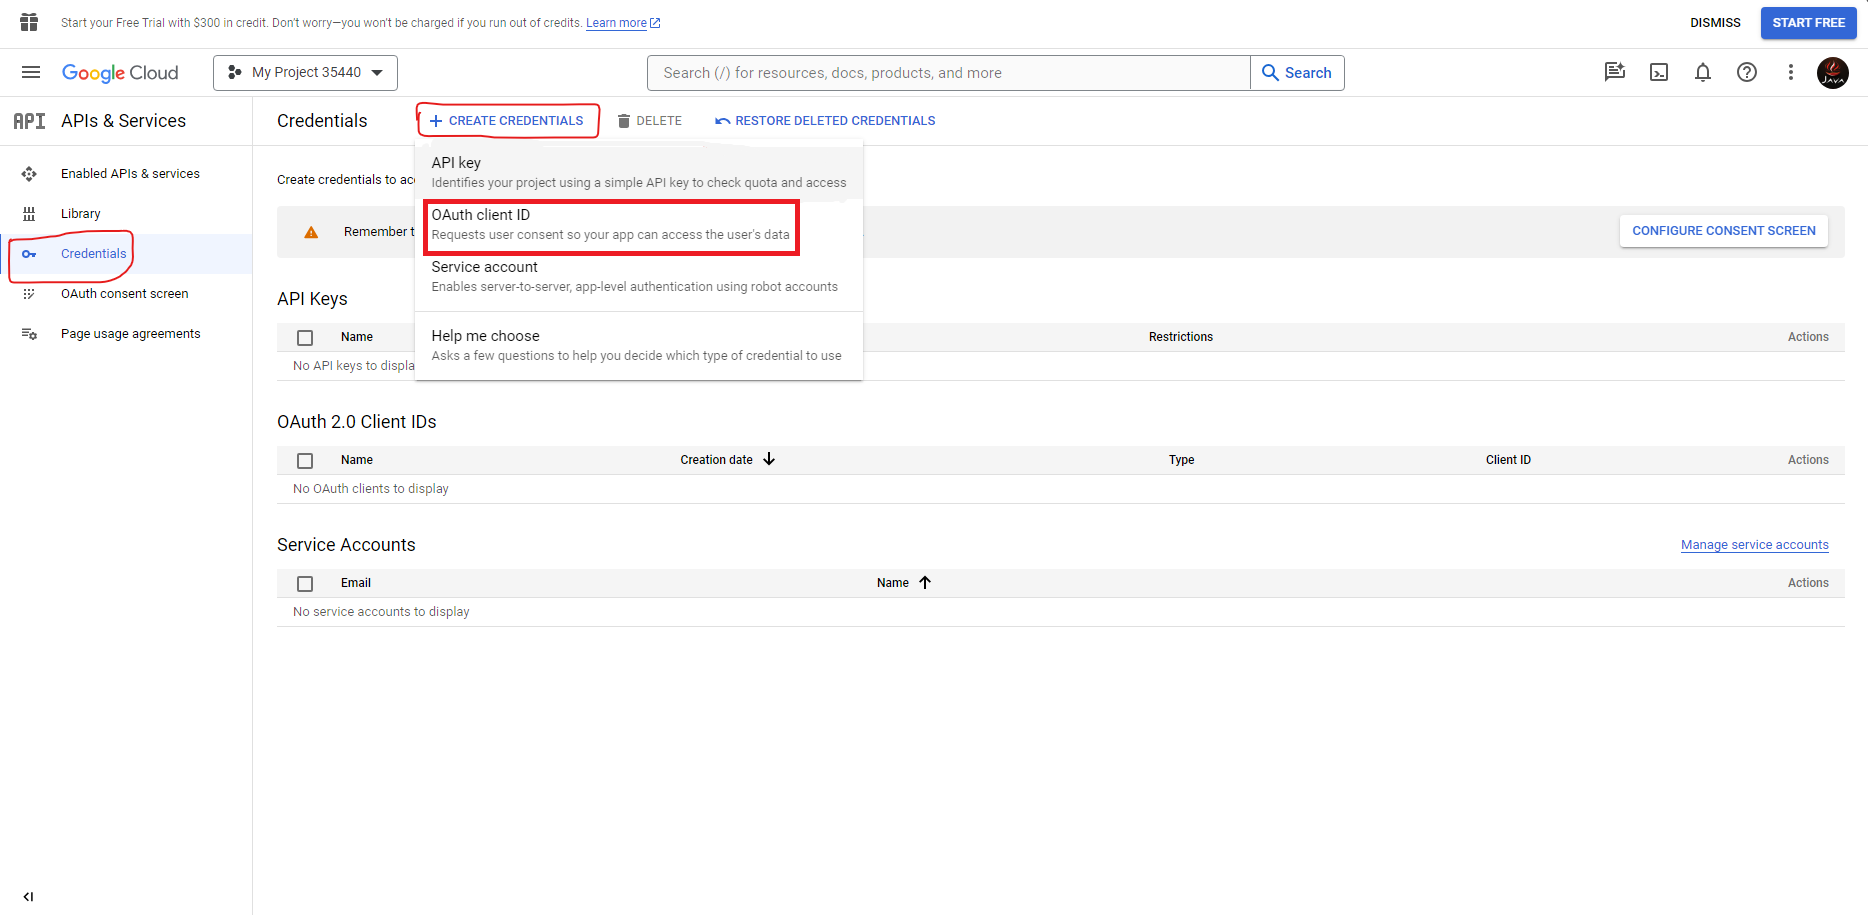 Start your Free Trial with $300 in credit. Don't worry—you won't be charged if you run out of credits. Learn more
DISMISS
START FREE
Google Cloud
My Project 35440
Search (/) for resources, docs, products, and more
Search
JAVA
API
APIs & Services
Credentials
CREATE CREDENTIALS
DELETE
RESTORE DELETED CREDENTIALS
Enabled APIs & services
Library
Credentials
OAuth consent screen
Page usage agreements
Create credentials to
API key
Identifies your project using a simple API key to check quota and access
OAuth client ID
Requests user consent so your app can access the user's data
Service account
Enables server-to-server, app-level authentication using robot accounts
Help me choose
Asks a few questions to help you decide which type of credential to use
Remember
CONFIGURE CONSENT SCREEN
API Keys
Name Restrictions Actions
No API keys to displa
OAuth 2.0 Client IDs
Name Creation date Type Client ID Actions
No OAuth clients to display
Service Accounts
Manage service accounts
Email Name Actions
No service accounts to display